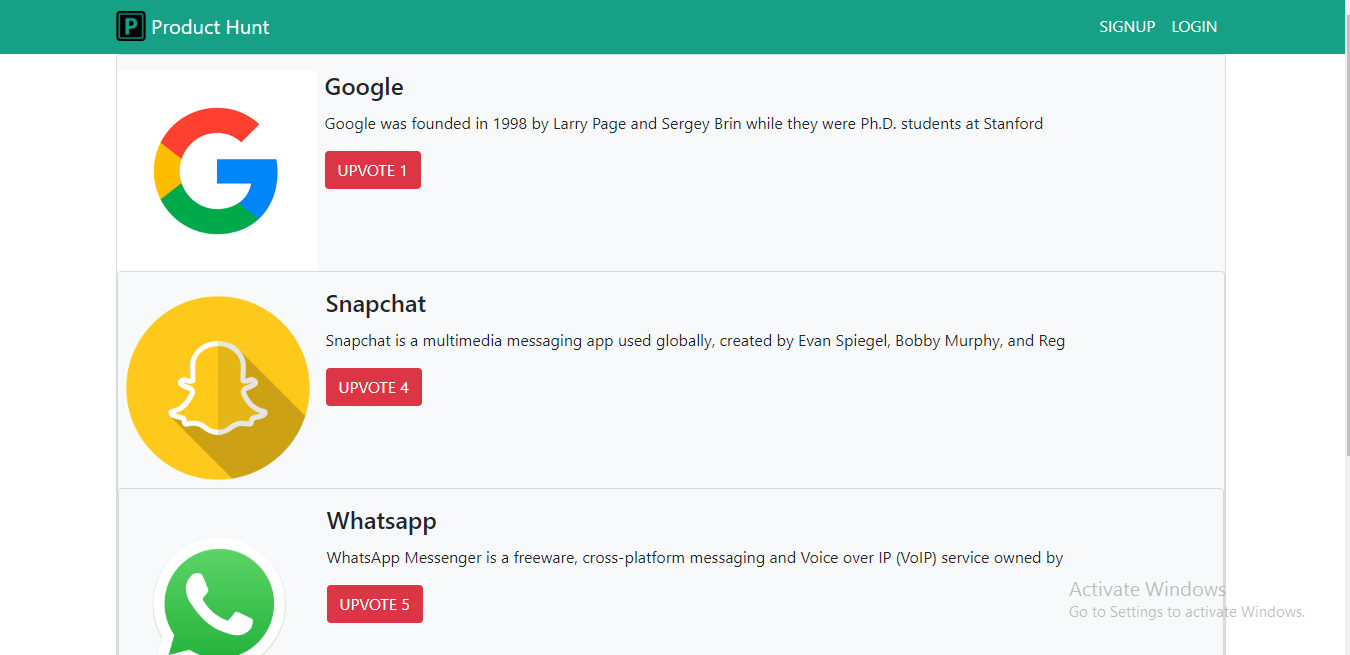 P Product Hunt
SIGNUP LOGIN
Google
Google was founded in 1998 by Larry Page and Sergey Brin while they were Ph.D. students at Stanford
UPVOTE 1
Snapchat
Snapchat is a multimedia messaging app used globally, created by Evan Spiegel, Bobby Murphy, and Reg
UPVOTE 4
Whatsapp
WhatsApp Messenger is a freeware, cross-platform messaging and Voice over IP (VoIP) service owned by
UPVOTE 5
Activate Windows
Go to Settings to activate Windows.